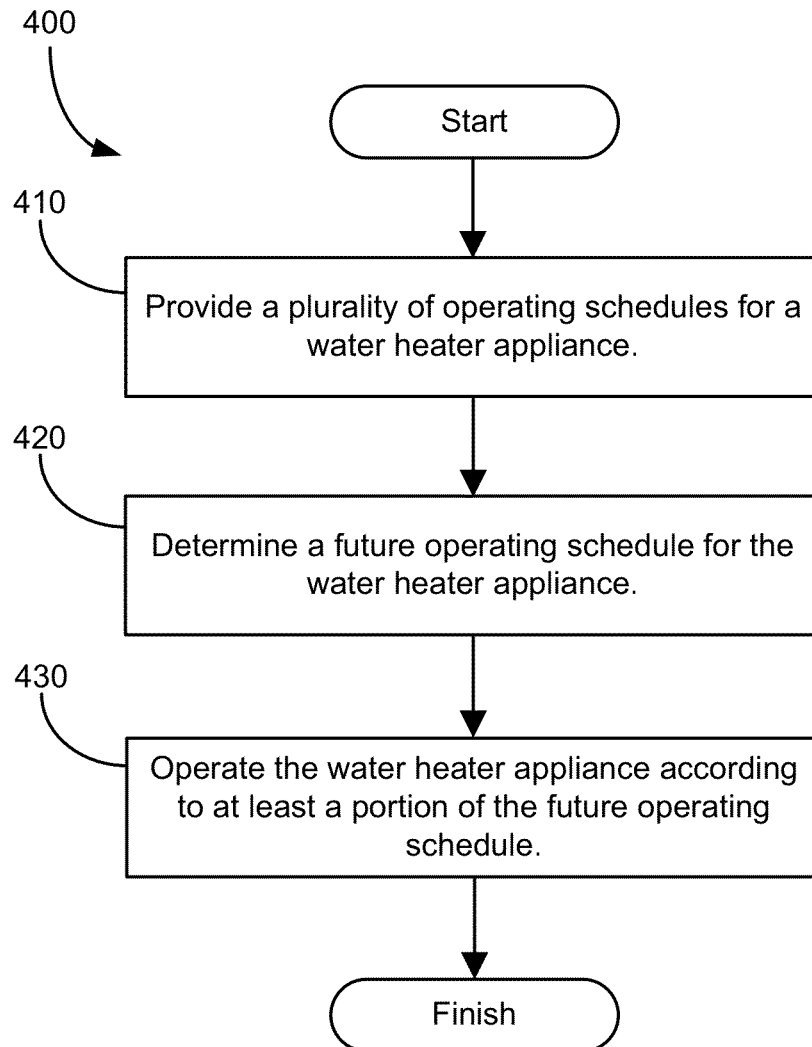 400
Start
410
Provide a plurality of operating schedules for a
water heater appliance.
420
Determine a future operating schedule for the
water heater appliance.
430
Operate the water heater appliance according
to at least a portion of the future operating
schedule.
Finish